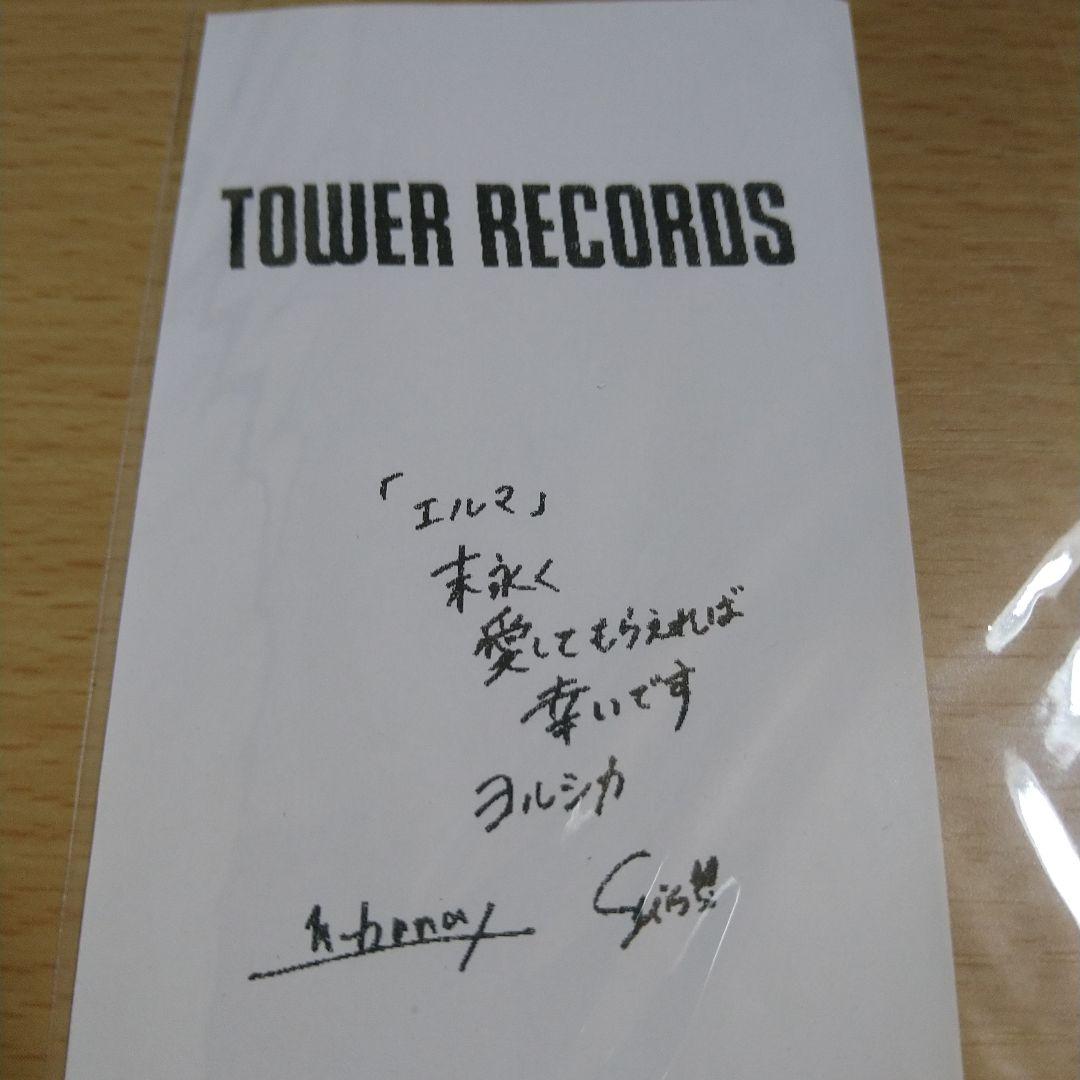 TOWER RECORDS
「エルマ」
末永く
愛してもらえれば
幸いです
ヨルシカ
n-buna